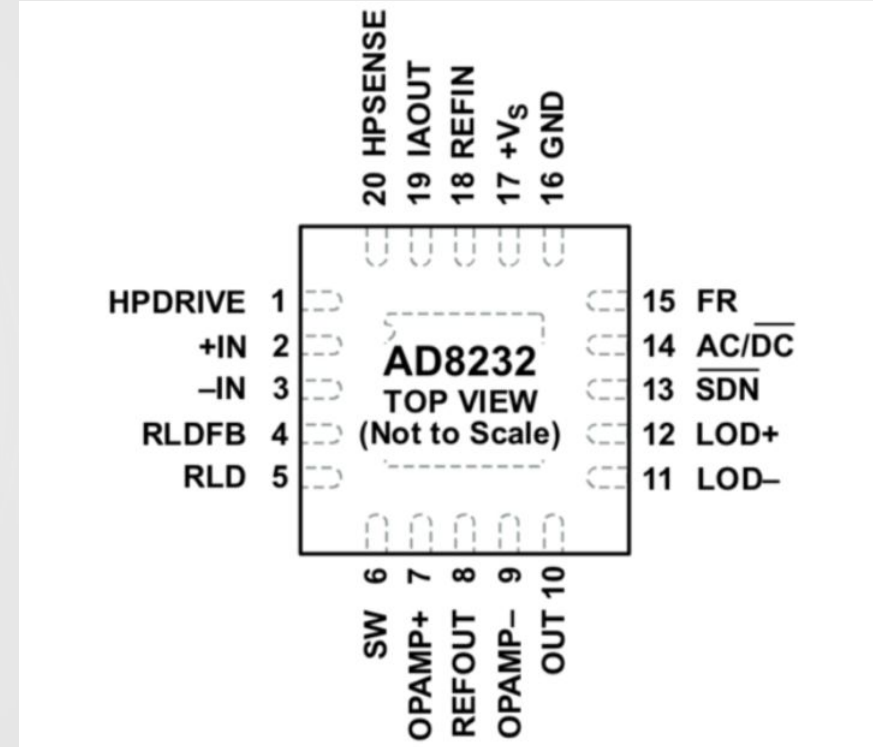 20 HPSENSE
19 IAOUT
18 REFIN
17 +VS
16 GND
HPDRIVE 1
+IN 2
–IN 3
RLDFB 4
RLD 5
AD8232
TOP VIEW
(Not to Scale)
15 FR
14 AC/D̅C̅
13 S̅D̅N̅
12 LOD+
11 LOD–
SW 6
OPAMP+ 7
REFOUT 8
OPAMP– 9
OUT 10